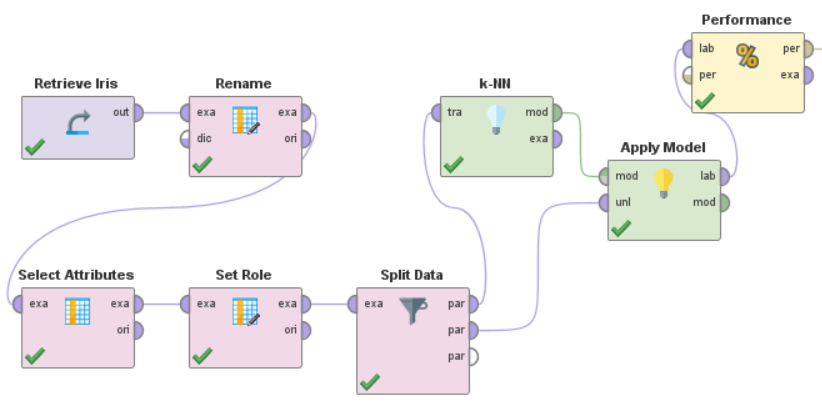 Performance
lab per
per exa
Retrieve Iris
out
Rename
exa exa
dic ori
k-NN
tra mod
exa
Apply Model
mod lab
unl mod
Select Attributes
exa exa
ori
Set Role
exa exa
ori
Split Data
exa par
par
par